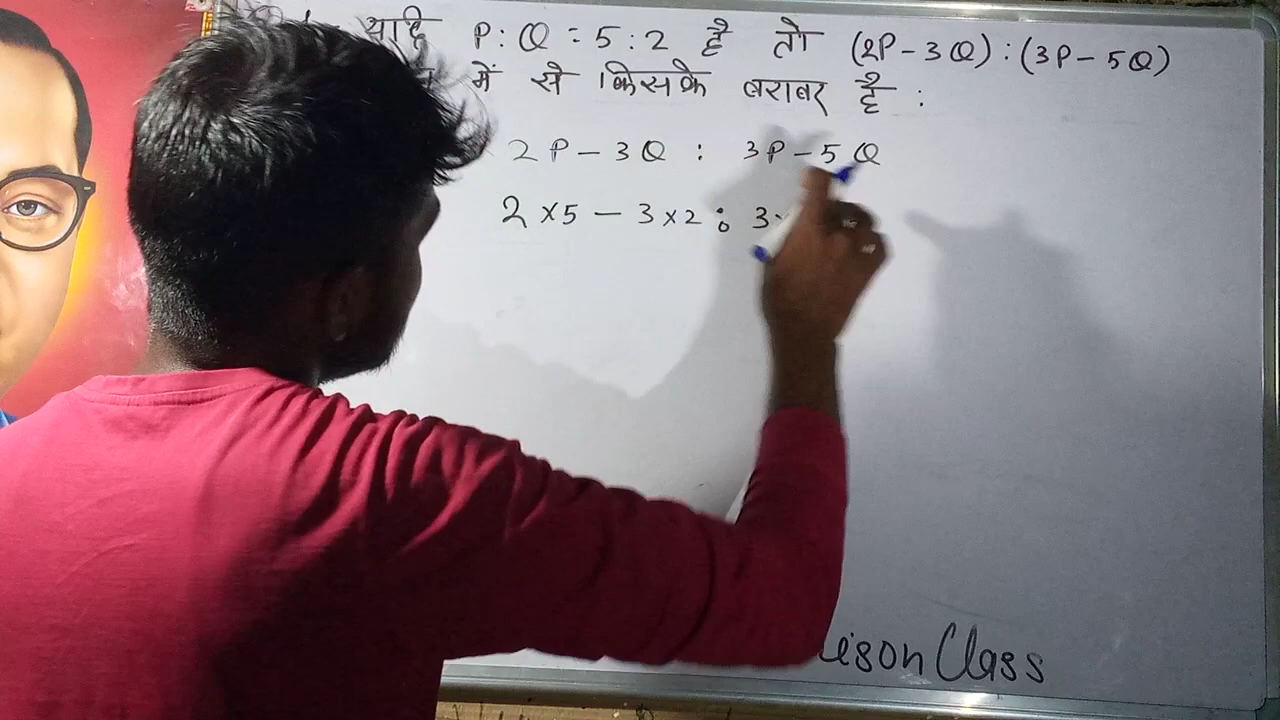 यदि P : Q = 5 : 2 है तो (2P - 3Q) : (3P - 5Q)
में से किसके बराबर है :
2P - 3Q : 3P - 5Q
2 × 5 - 3 × 2 : 3
Class